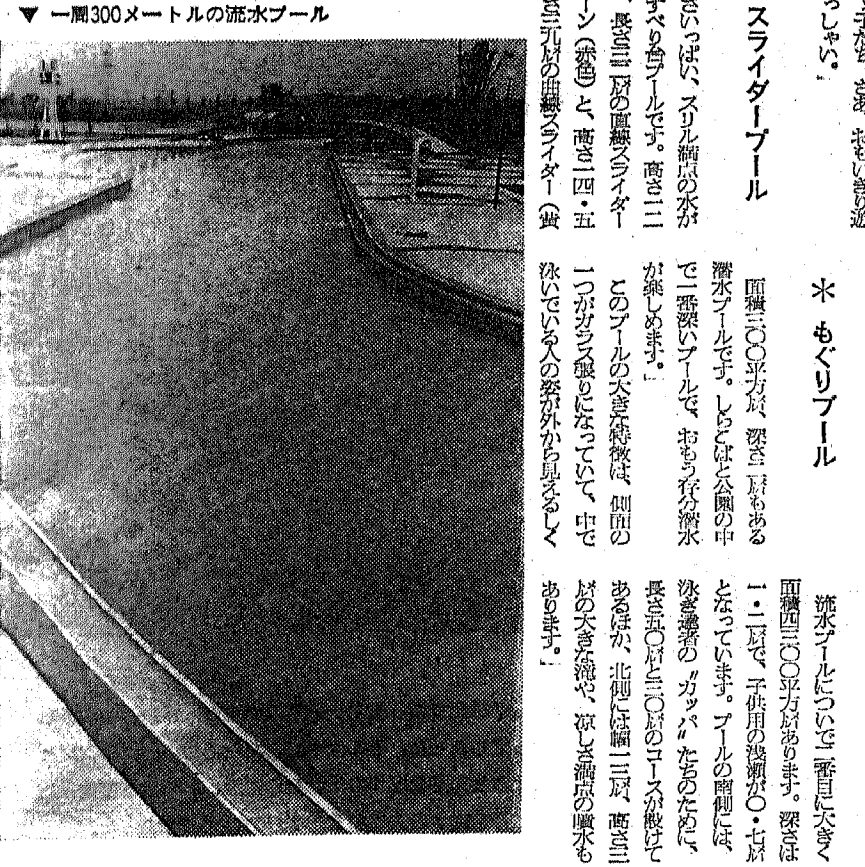 ▼ 一周300メートルの流水プール
っしゃい。」
スライダープール
さいっぱい、スリル満点の水が
すべり台プールです。高さ一二
、長さ三二㍍の直線スライダー
ン(赤色)と、高さ一四・五
さ三九㍍の曲線スライダー(黄
* もぐりプール
面積三〇〇平方㍍、深さ二㍍もある
潜水プールです。しらこばと公園の中
で一番深いプールで、おもう存分潜水
が楽しめます。」
このプールの大きな特徴は、側面の
一つがガラス張りになっていて、中で
泳いでいる人の姿が外から見えるしく
流水プールについで二番目に大きく
面積四三〇〇平方㍍あります。深さは
一・二㍍で、子供用の浅瀬が〇・七㍍
となっています。プールの南側には、
泳ぎ達者の〝カッパ〟たちのために、
長さ五〇㍍と三〇㍍のコースが設けて
あるほか、北側には幅一三㍍、高さ三
㍍の大きな滝や、涼しさ満点の噴水も
あります。」